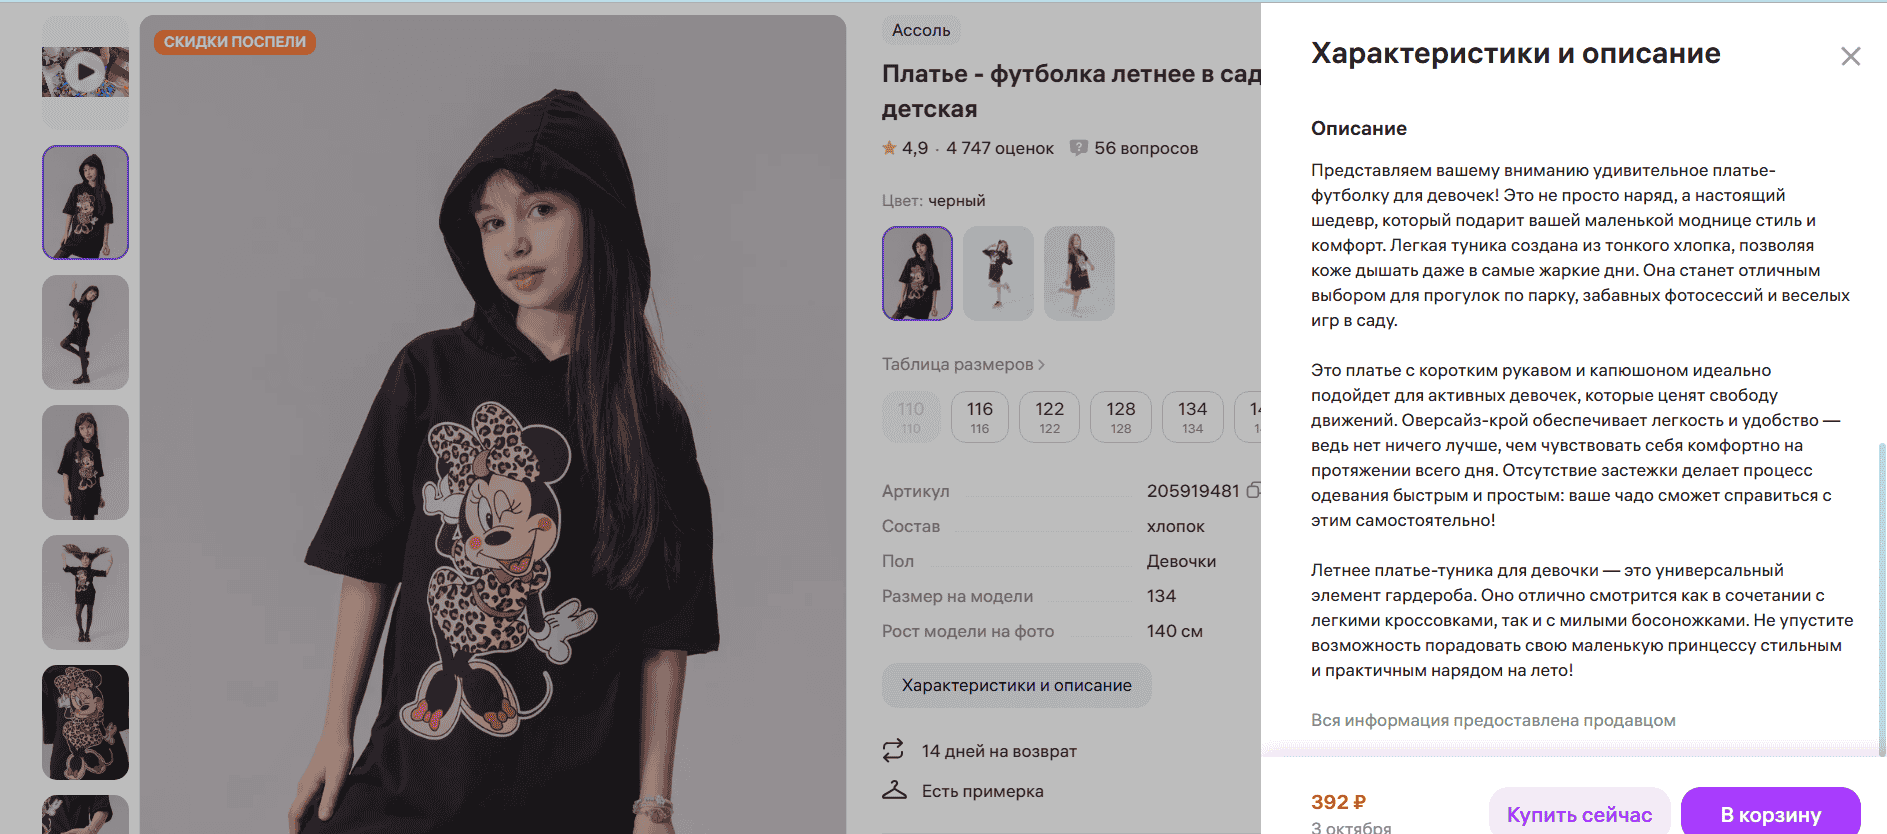 СКИДКИ ПОСПЕЛИ
Ассоль
Платье - футболка летнее в сад
детская
4,9 · 4 747 оценок
56 вопросов
Цвет: черный
Таблица размеров
110
110
116
116
122
122
128
128
134
134
Артикул
205919481
Состав
хлопок
Пол
Девочки
Размер на модели
134
Рост модели на фото
140 см
Характеристики и описание
14 дней на возврат
Есть примерка
Характеристики и описание
Описание
Представляем вашему вниманию удивительное платье-
футболку для девочек! Это не просто наряд, а настоящий
шедевр, который подарит вашей маленькой моднице стиль и
комфорт. Легкая туника создана из тонкого хлопка, позволяя
коже дышать даже в самые жаркие дни. Она станет отличным
выбором для прогулок по парку, забавных фотосессий и веселых
игр в саду.
Это платье с коротким рукавом и капюшоном идеально
подойдет для активных девочек, которые ценят свободу
движений. Оверсайз-крой обеспечивает легкость и удобство —
ведь нет ничего лучше, чем чувствовать себя комфортно на
протяжении всего дня. Отсутствие застежки делает процесс
одевания быстрым и простым: ваше чадо сможет справиться с
этим самостоятельно!
Летнее платье-туника для девочки — это универсальный
элемент гардероба. Оно отлично смотрится как в сочетании с
легкими кроссовками, так и с милыми босоножками. Не упустите
возможность порадовать свою маленькую принцессу стильным
и практичным нарядом на лето!
Вся информация предоставлена продавцом
392 ₽
3 октября
Купить сейчас
В корзину